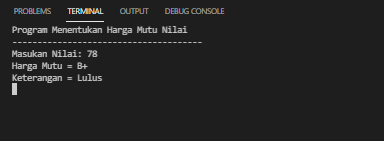 PROBLEMS TERMINAL OUTPUT DEBUG CONSOLE
Program Menentukan Harga Mutu Nilai
--------------------------------------
Masukan Nilai: 78
Harga Mutu = B+
Keterangan = Lulus